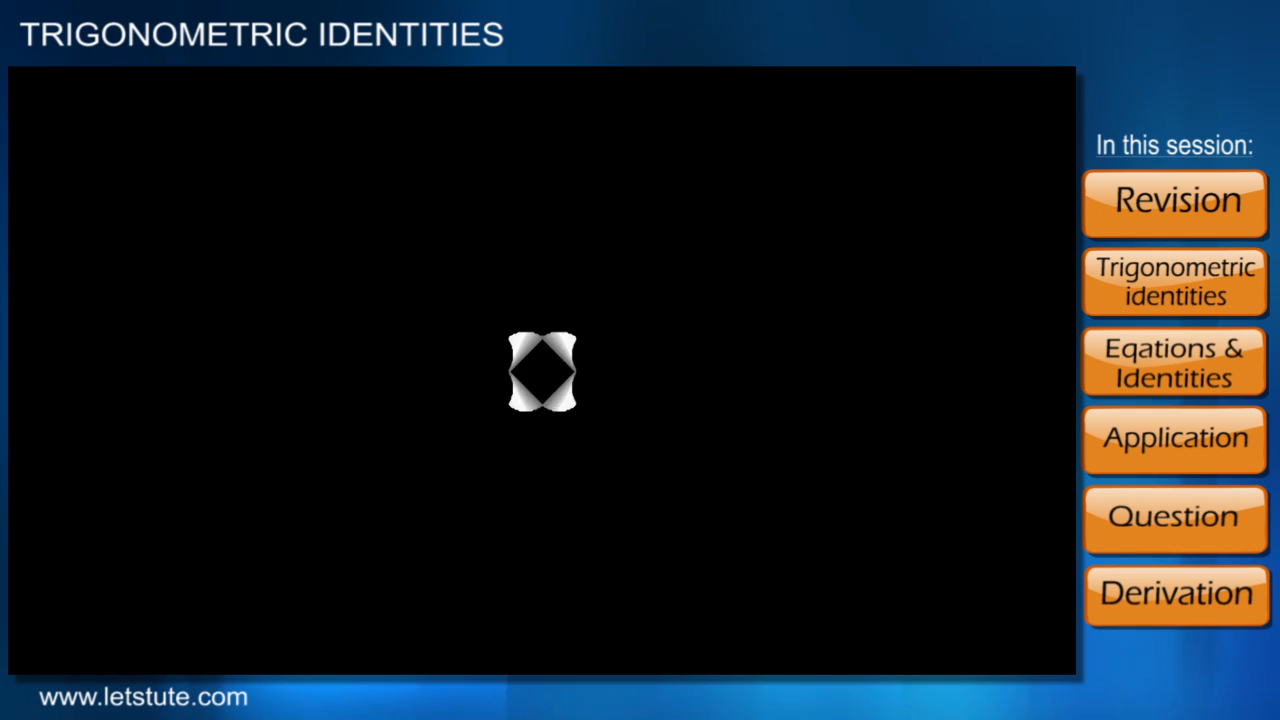 TRIGONOMETRIC IDENTITIES
In this session:
Revision
Trigonometric
identities
Eqations &
Identities
Application
Question
Derivation
www.letstute.com